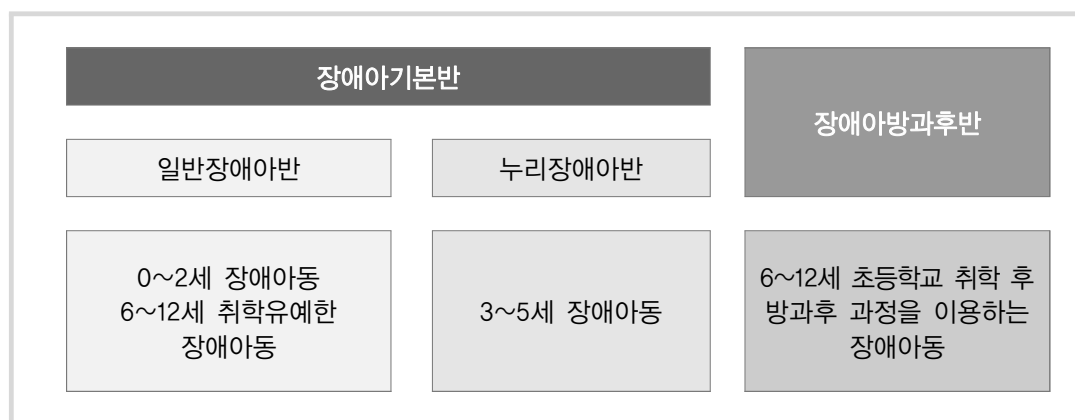 장애아기본반
장애아방과후반
일반장애아반
누리장애아반
0～2세 장애아동
6～12세 취학유예한
장애아동
3～5세 장애아동
6～12세 초등학교 취학 후
방과후 과정을 이용하는
장애아동